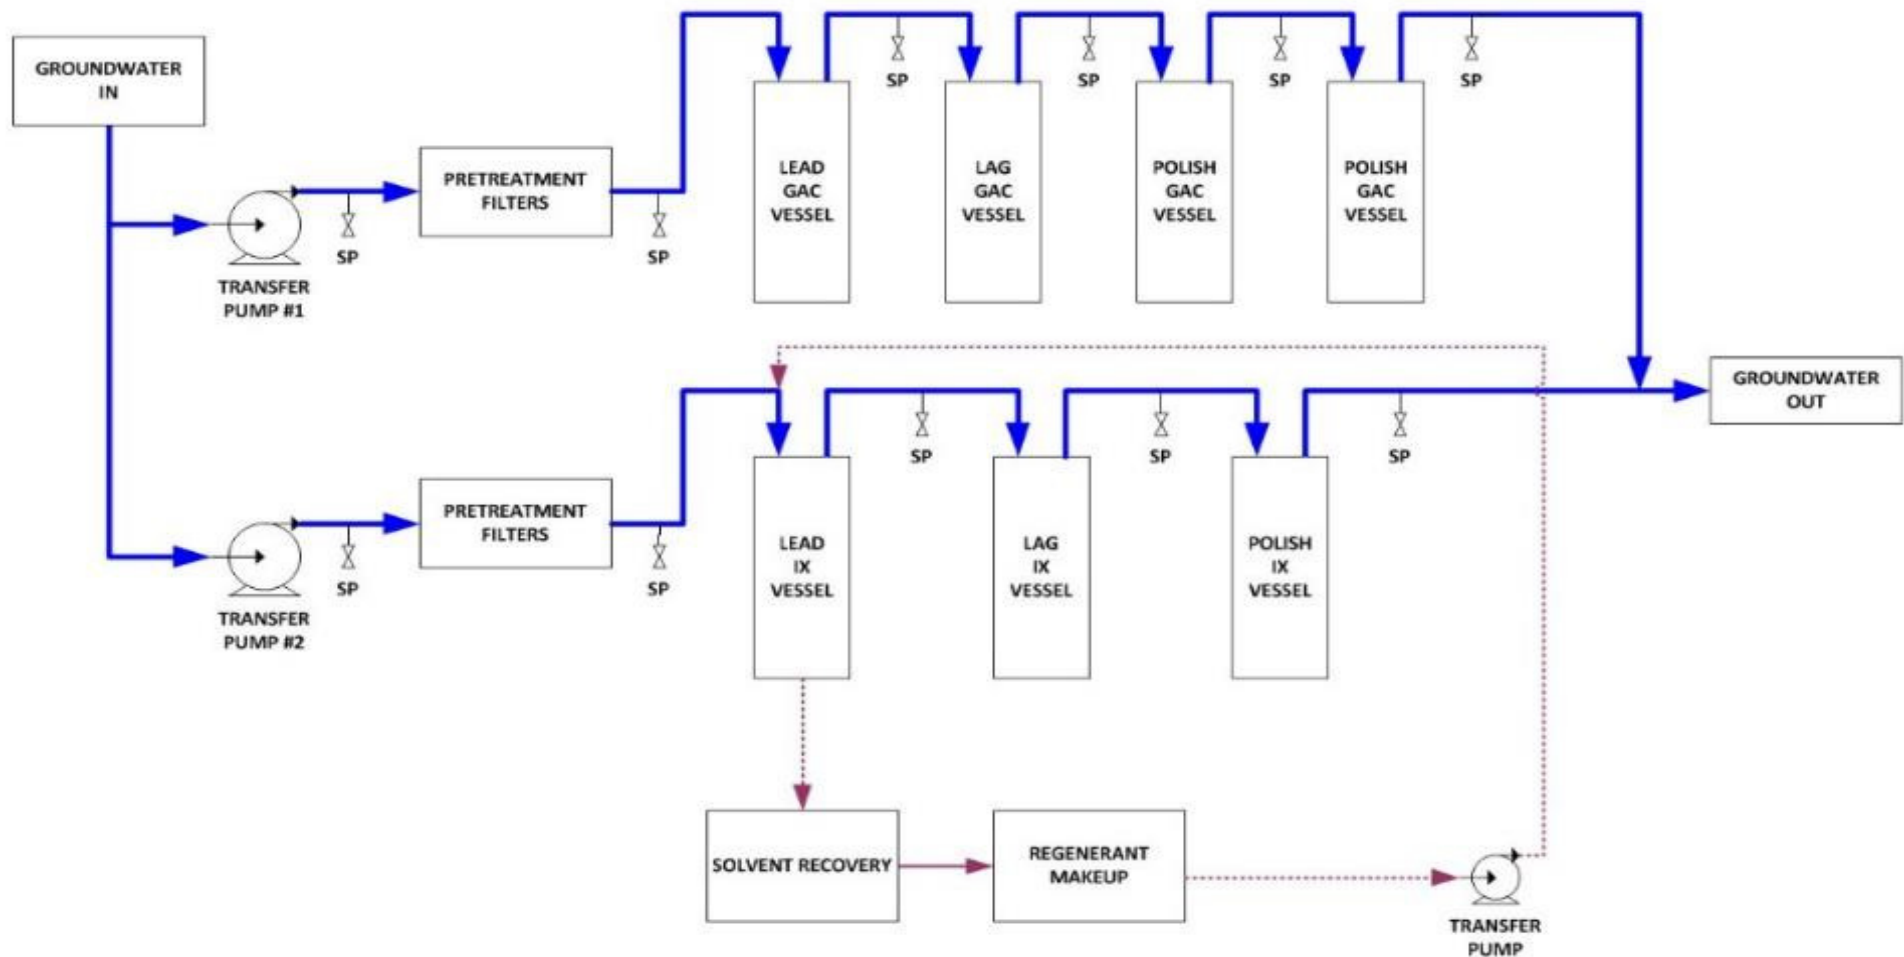 GROUNDWATER
IN
SP
SP
SP
SP
LEAD
GAC
VESSEL
LAG
GAC
VESSEL
POLISH
GAC
VESSEL
POLISH
GAC
VESSEL
PRETREATMENT
FILTERS
SP
SP
TRANSFER
PUMP #1
GROUNDWATER
OUT
SP
SP
SP
PRETREATMENT
FILTERS
LEAD
IX
VESSEL
LAG
IX
VESSEL
POLISH
IX
VESSEL
SP
SP
TRANSFER
PUMP #2
SOLVENT RECOVERY
REGENERANT
MAKEUP
TRANSFER
PUMP